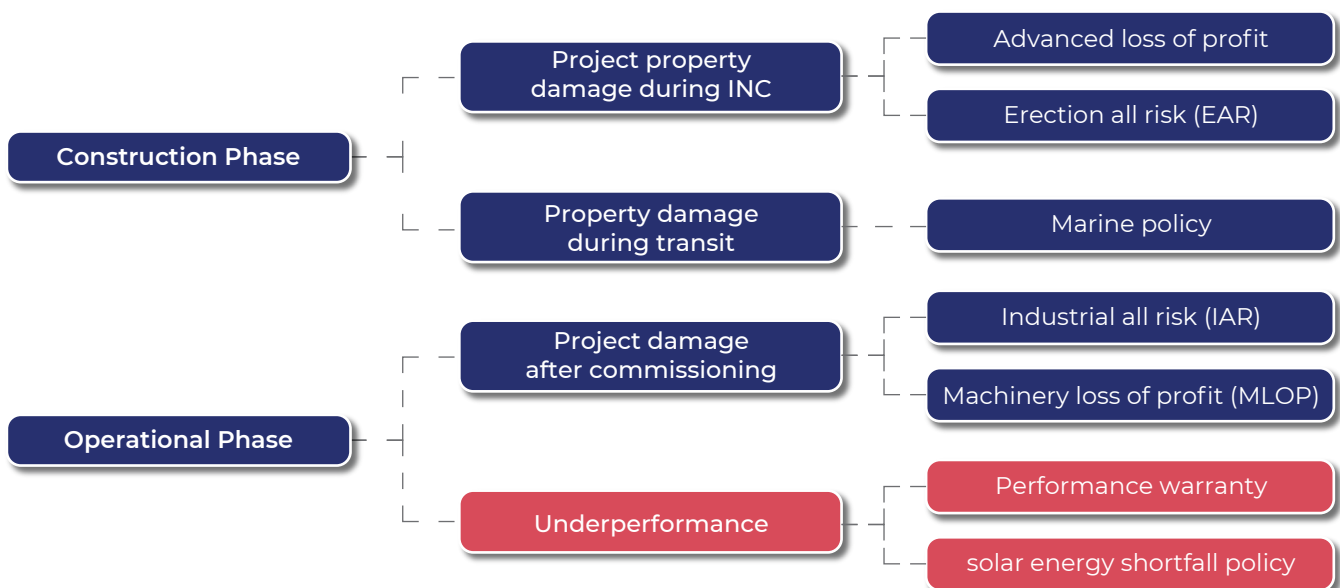 Construction Phase
Project property
damage during INC
Advanced loss of profit
Erection all risk (EAR)
Property damage
during transit
Marine policy
Operational Phase
Project damage
after commissioning
Industrial all risk (IAR)
Machinery loss of profit (MLOP)
Underperformance
Performance warranty
solar energy shortfall policy